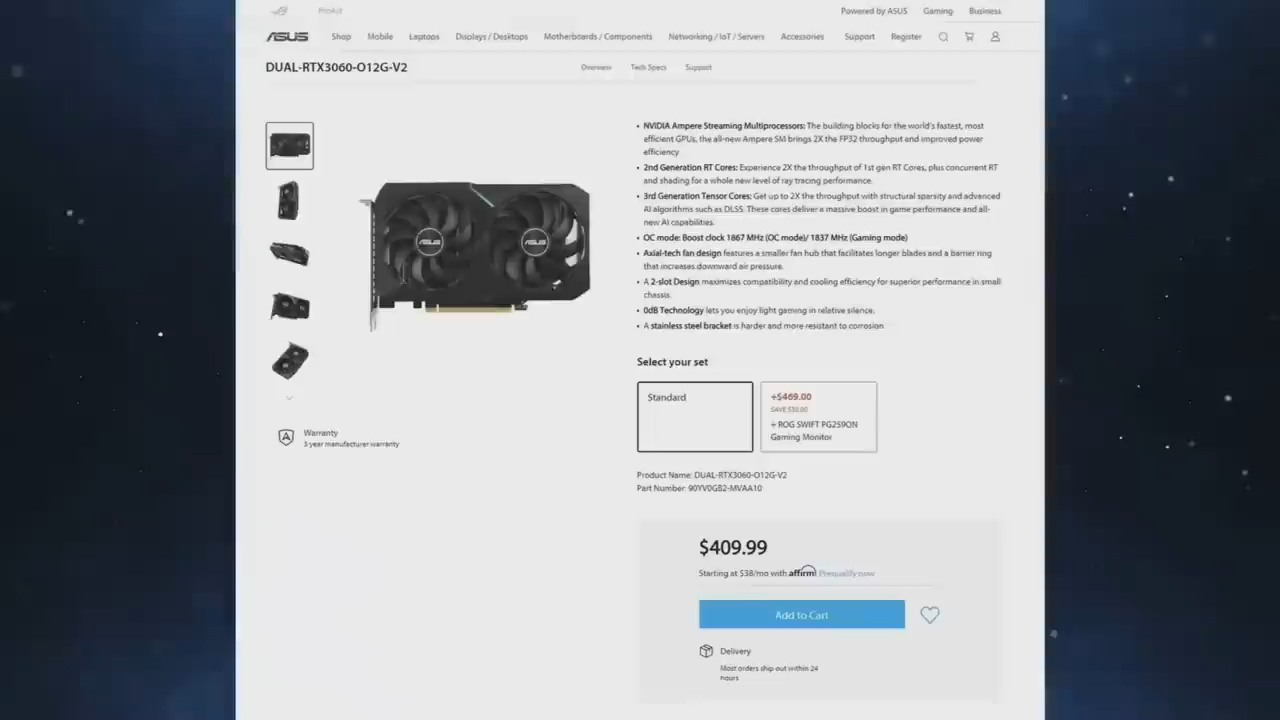 ProArt
Powered by ASUS Gaming Business
ASUS Shop Mobile Laptops Displays / Desktops Motherboards / Components Networking / IoT / Servers Accessories Support Register
DUAL-RTX3060-O12G-V2 Overview Tech Specs Support
• NVIDIA Ampere Streaming Multiprocessors: The building blocks for the world's fastest, most
efficient GPUs, the all-new Ampere SM brings 2X the FP32 throughput and improved power
efficiency
• 2nd Generation RT Cores: Experience 2X the throughput of 1st gen RT Cores, plus concurrent RT
and shading for a whole new level of ray tracing performance.
• 3rd Generation Tensor Cores: Get up to 2X the throughput with structural sparsity and advanced
AI algorithms such as DLSS. These cores deliver a massive boost in game performance and all-
new AI capabilities.
• OC mode: Boost clock 1867 MHz (OC mode)/ 1837 MHz (Gaming mode)
• Axial-tech fan design features a smaller fan hub that facilitates longer blades and a barrier ring
that increases downward air pressure.
• A 2-slot Design maximizes compatibility and cooling efficiency for superior performance in small
chassis.
• 0dB Technology lets you enjoy light gaming in relative silence.
• A stainless steel bracket is harder and more resistant to corrosion
ASUS ASUS
Warranty
3 year manufacturer warranty
Select your set
Standard
+$469.00
SAVE $30.00
+ ROG SWIFT PG259QN
Gaming Monitor
Product Name: DUAL-RTX3060-O12G-V2
Part Number: 90YV0GB2-MVAA10
$409.99
Starting at $38/mo with affirm Prequalify now
Add to Cart
Delivery
Most orders ship out within 24
hours